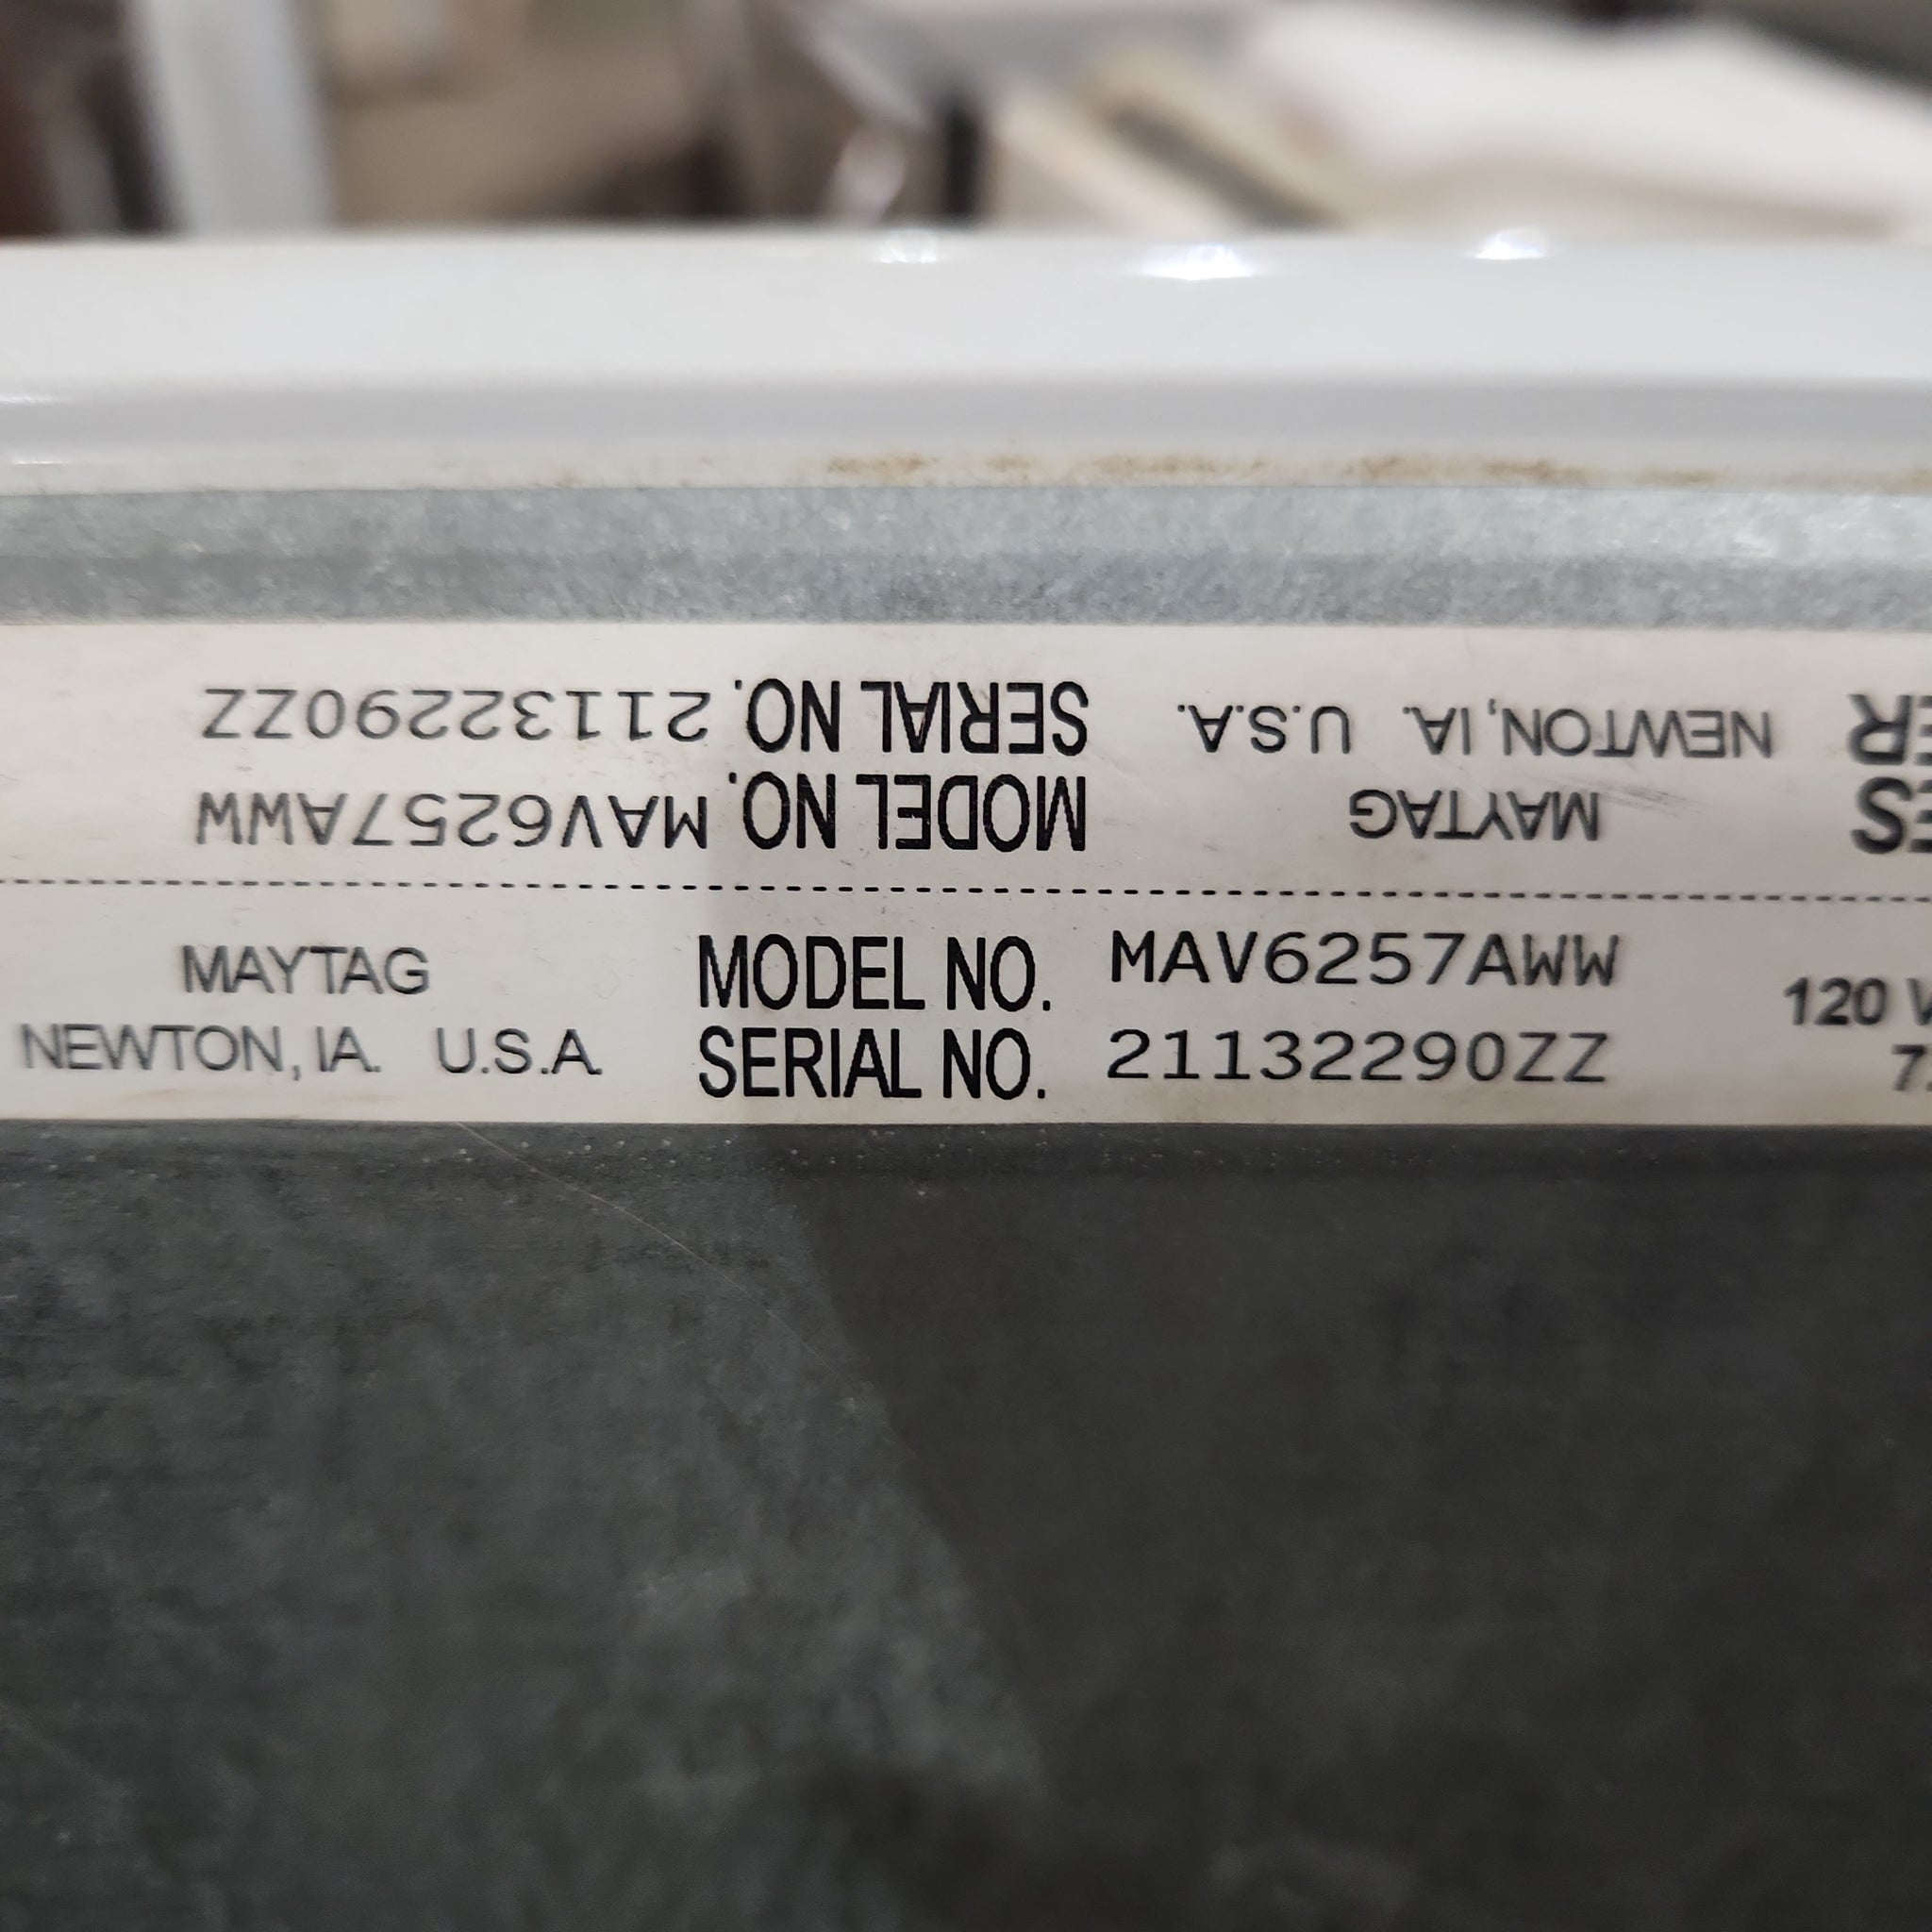 SERIAL NO. 21132290ZZ
MODEL NO. MAV6257AWW
NEWTON, IA. U.S.A.
MAYTAG
MAYTAG
NEWTON, IA. U.S.A.
MODEL NO. MAV6257AWW
SERIAL NO. 21132290ZZ
120